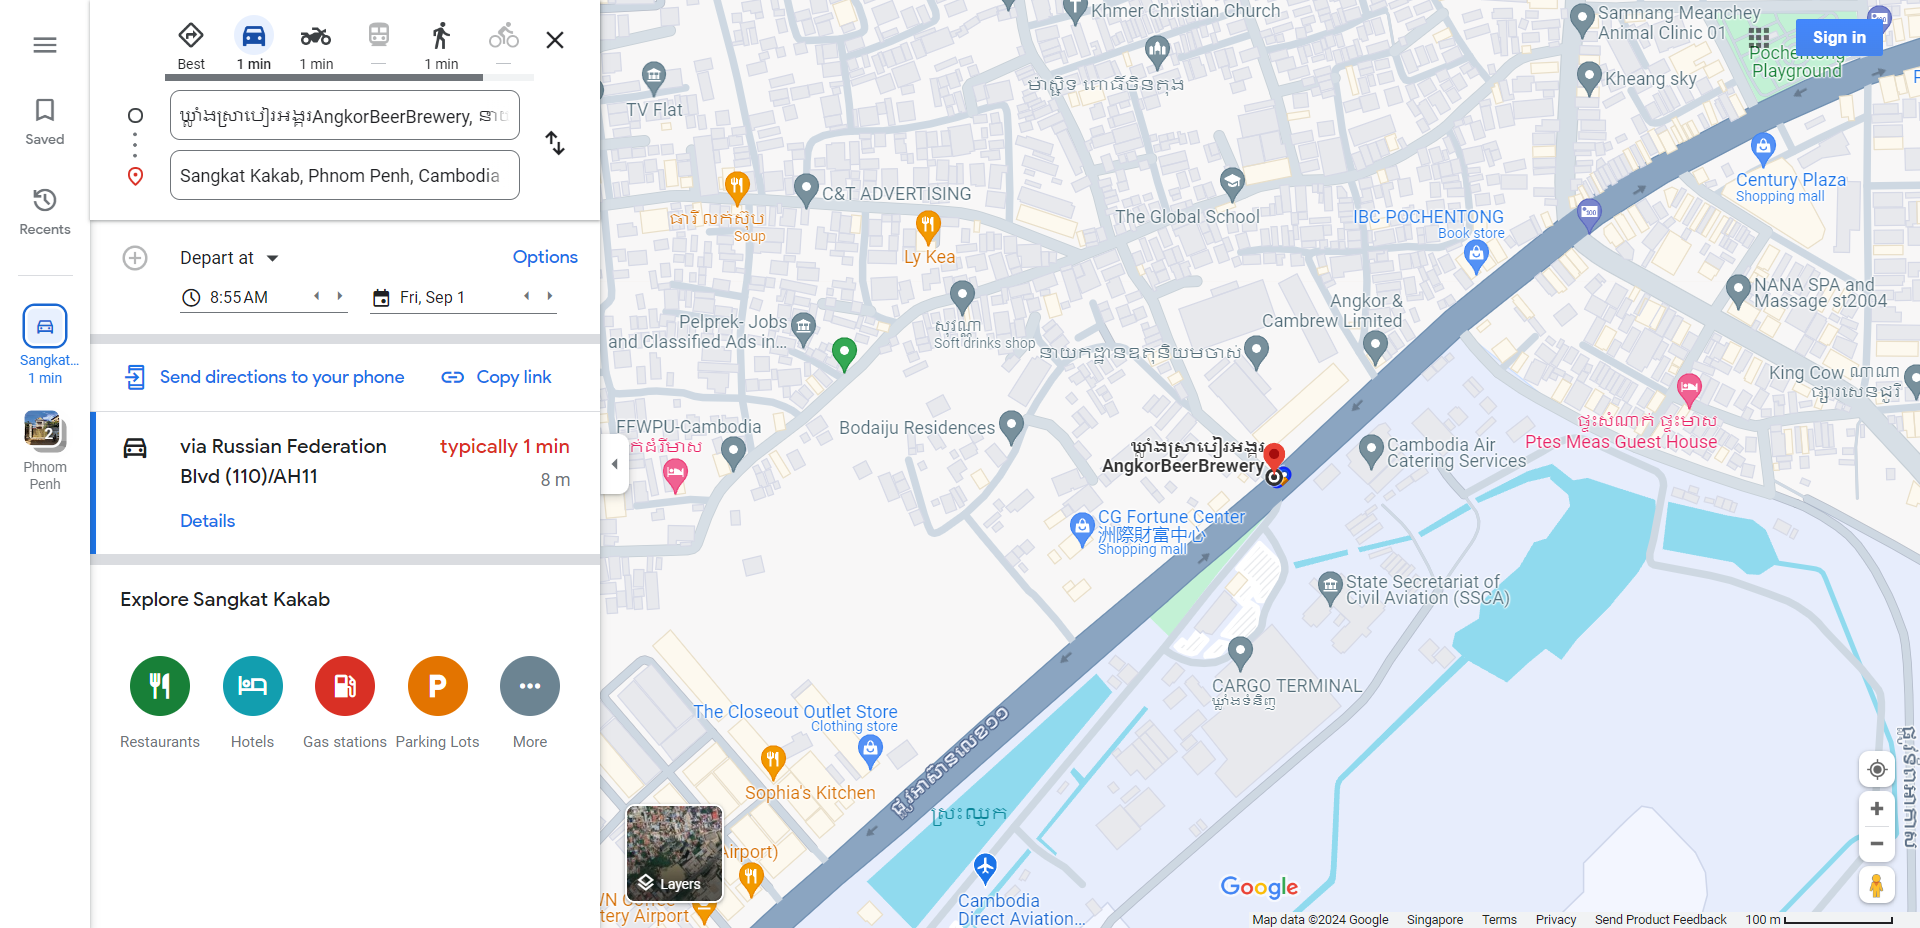 Best
1 min
1 min
—
1 min
—
ឃ្លាំងស្រាបៀរអង្គរAngkorBeerBrewery,
Sangkat Kakab, Phnom Penh, Cambodia
Saved
Recents
Sangkat...
1 min
2
Phnom
Penh
Depart at
Options
8:55 AM
Fri, Sep 1
Send directions to your phone
Copy link
via Russian Federation
Blvd (110)/AH11
typically 1 min
8 m
Details
Explore Sangkat Kakab
Restaurants
Hotels
Gas stations
P
Parking Lots
More
Khmer Christian Church
Samnang Meanchey
Animal Clinic 01
Sign in
Pochentong
Playground
Kheang sky
TV Flat
ម៉ាស្ជិទ ពោធិ៍ចិនតុង
Century Plaza
Shopping mall
C&T ADVERTISING
ធារី លក់ស៊ុប
Soup
Ly Kea
The Global School
IBC POCHENTONG
Book store
NANA SPA and
Massage st2004
Angkor &
Cambrew Limited
Pelprek- Jobs
and Classified Ads in...
សុវណ្ណា
Soft drinks shop
នាយកដ្ឋានឧតុនិយមចាស់
King Cow ណាណា
ផ្សារសេនជូរី
FFWPU-Cambodia
Bodaiju Residences
ផ្ទះសំណាក់ ផ្ទះមាស
Ptes Meas Guest House
ឃ្លាំងស្រាបៀរអង្គរ
AngkorBeerBrewery
Cambodia Air
Catering Services
CG Fortune Center
洲際財富中心
Shopping mall
State Secretariat of
Civil Aviation (SSCA)
CARGO TERMINAL
ឃ្លាំងទំនិញ
The Closeout Outlet Store
Clothing store
Sophia's Kitchen
ផ្លូវអាស៊ានលេខ១១
ស្រះឈូក
Airport)
tery Airport
Layers
Cambodia
Direct Aviation...
Google
Map data ©2024 Google
Singapore
Terms
Privacy
Send Product Feedback
100 m